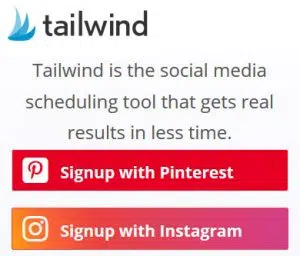 tailwind
Tailwind is the social media
scheduling tool that gets real
results in less time.
Signup with Pinterest
Signup with Instagram